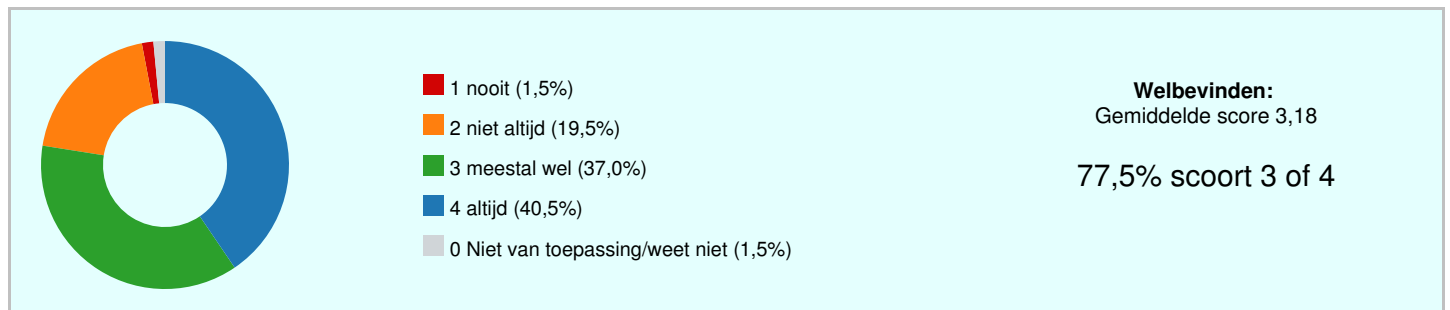 1 nooit (1,5%)
2 niet altijd (19,5%)
3 meestal wel (37,0%)
4 altijd (40,5%)
0 Niet van toepassing/weet niet (1,5%)
Welbevinden:
Gemiddelde score 3,18
77,5% scoort 3 of 4